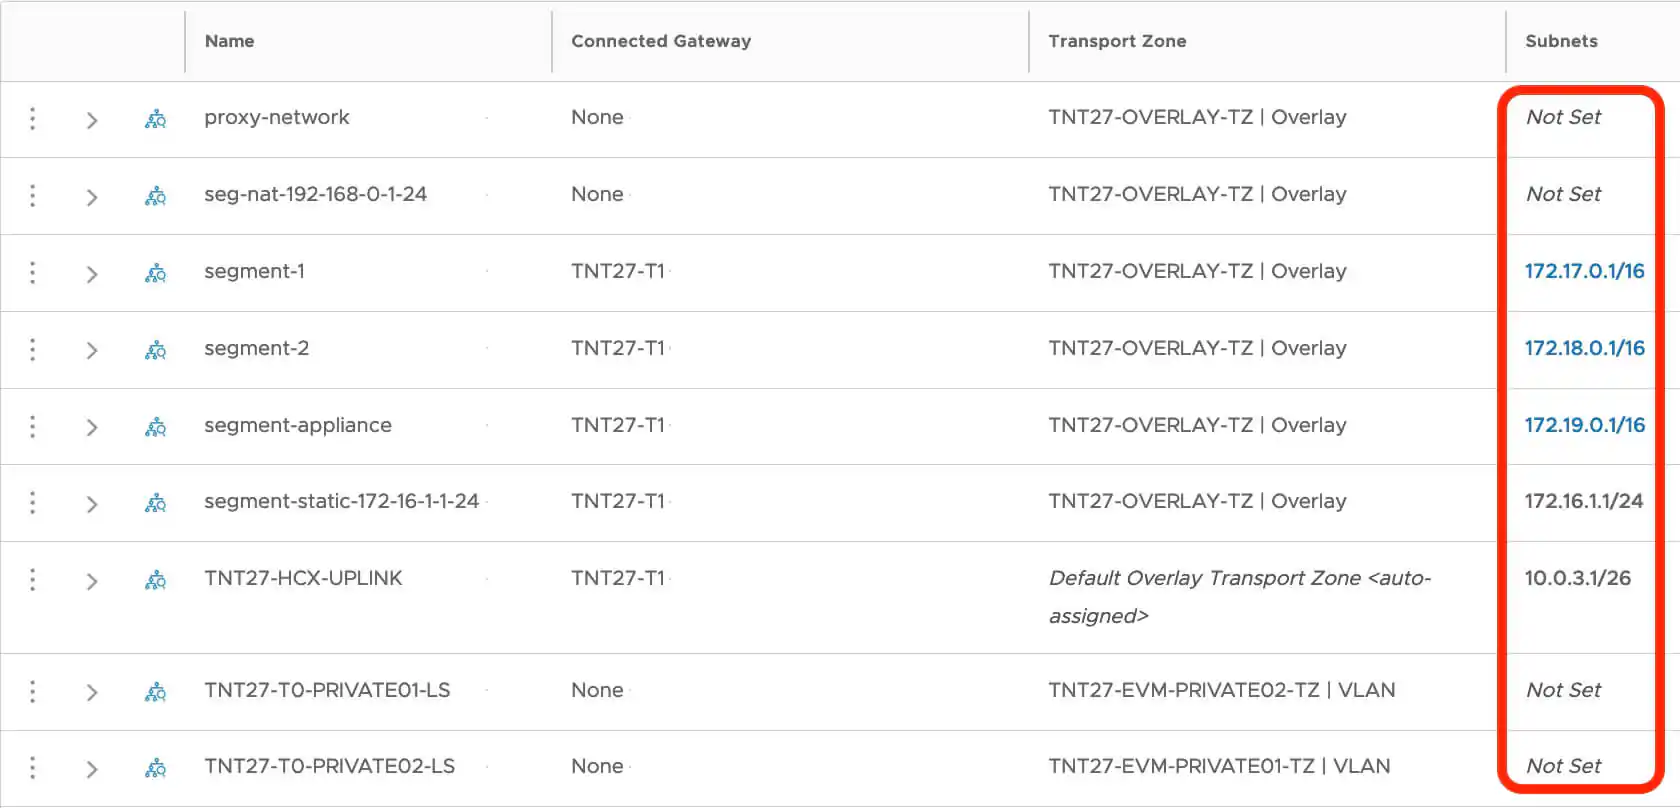 Name Connected Gateway Transport Zone Subnets
proxy-network None TNT27-OVERLAY-TZ | Overlay Not Set
seg-nat-192-168-0-1-24 None TNT27-OVERLAY-TZ | Overlay Not Set
segment-1 TNT27-T1 TNT27-OVERLAY-TZ | Overlay 172.17.0.1/16
segment-2 TNT27-T1 TNT27-OVERLAY-TZ | Overlay 172.18.0.1/16
segment-appliance TNT27-T1 TNT27-OVERLAY-TZ | Overlay 172.19.0.1/16
segment-static-172-16-1-1-24 TNT27-T1 TNT27-OVERLAY-TZ | Overlay 172.16.1.1/24
TNT27-HCX-UPLINK TNT27-T1 Default Overlay Transport Zone <auto- 10.0.3.1/26
assigned>
TNT27-T0-PRIVATE01-LS None TNT27-EVM-PRIVATE02-TZ | VLAN Not Set
TNT27-T0-PRIVATE02-LS None TNT27-EVM-PRIVATE01-TZ | VLAN Not Set